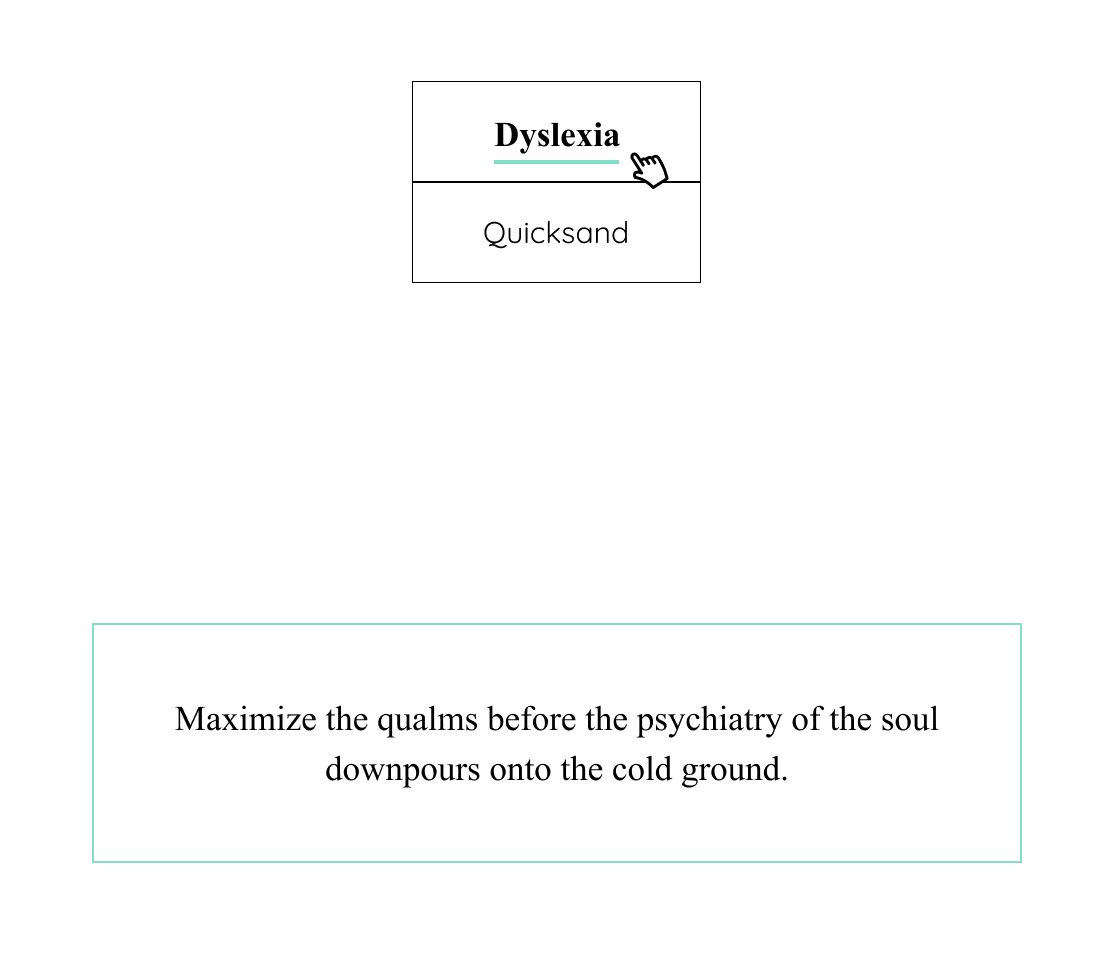 Dyslexia
Quicksand
Maximize the qualms before the psychiatry of the soul
downpours onto the cold ground.